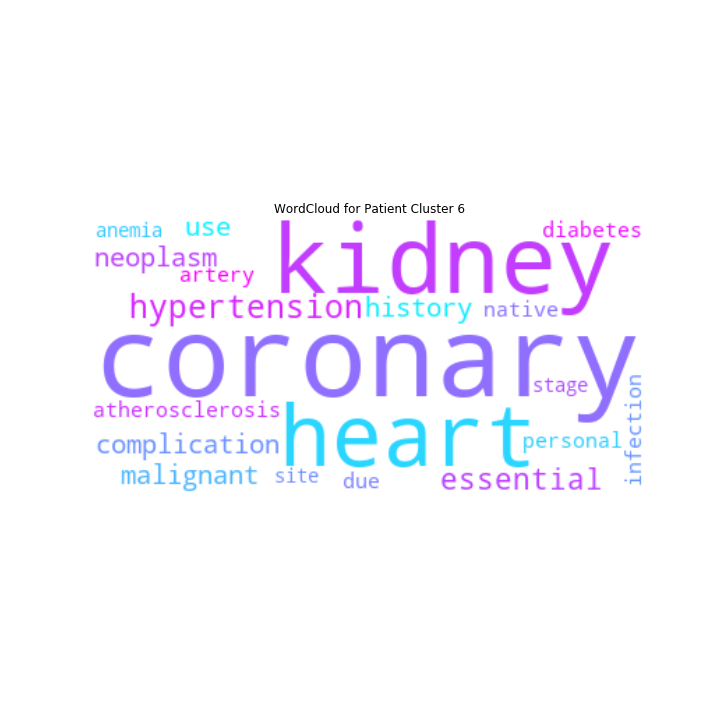 WordCloud for Patient Cluster 6
anemia
use
kidney
diabetes
neoplasm
artery
hypertension
history
native
coronary
stage
infection
atherosclerosis
heart
complication
personal
malignant
site
due
essential